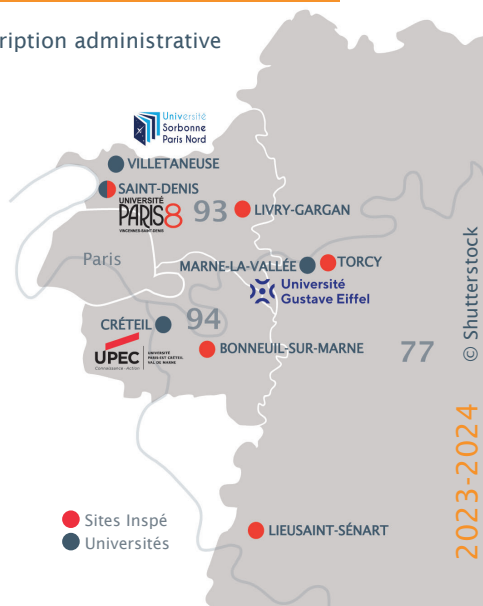 ription administrative
Université
Sorbonne
Paris Nord
VILLETANEUSE
SAINT-DENIS
UNIVERSITÉ
PARIS8
VINCENNES-SAINT-DENIS
93
LIVRY-GARGAN
Paris
MARNE-LA-VALLÉE
TORCY
Université
Gustave Eiffel
CRÉTEIL
94
UPEC
Connaissance - Action
UNIVERSITÉ
PARIS-EST CRÉTEIL
VAL DE MARNE
BONNEUIL-SUR-MARNE
77
© Shutterstock
2023-2024
LIEUSAINT-SÉNART
Sites Inspé
Universités